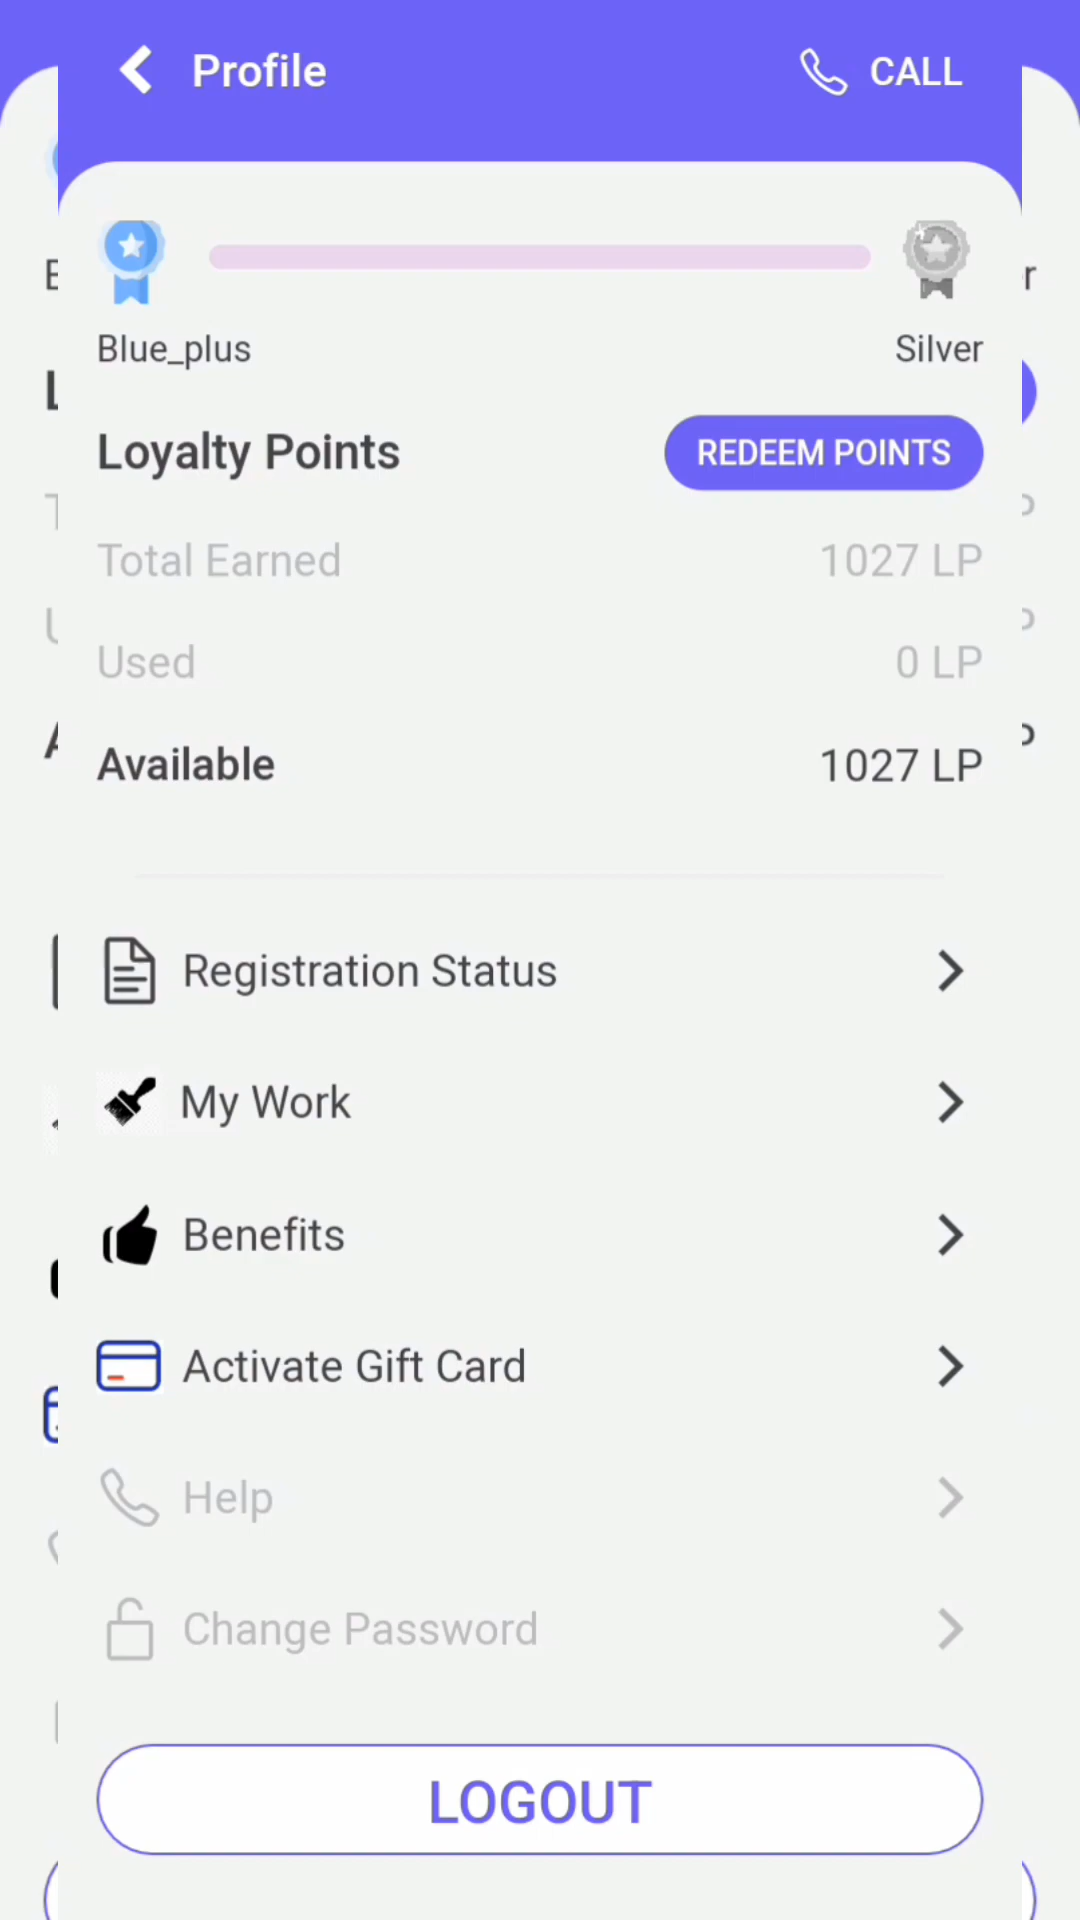 Profile
CALL
Blue_plus
Silver
Loyalty Points
REDEEM POINTS
Total Earned
1027 LP
Used
0 LP
Available
1027 LP
Registration Status
My Work
Benefits
Activate Gift Card
Help
Change Password
LOGOUT